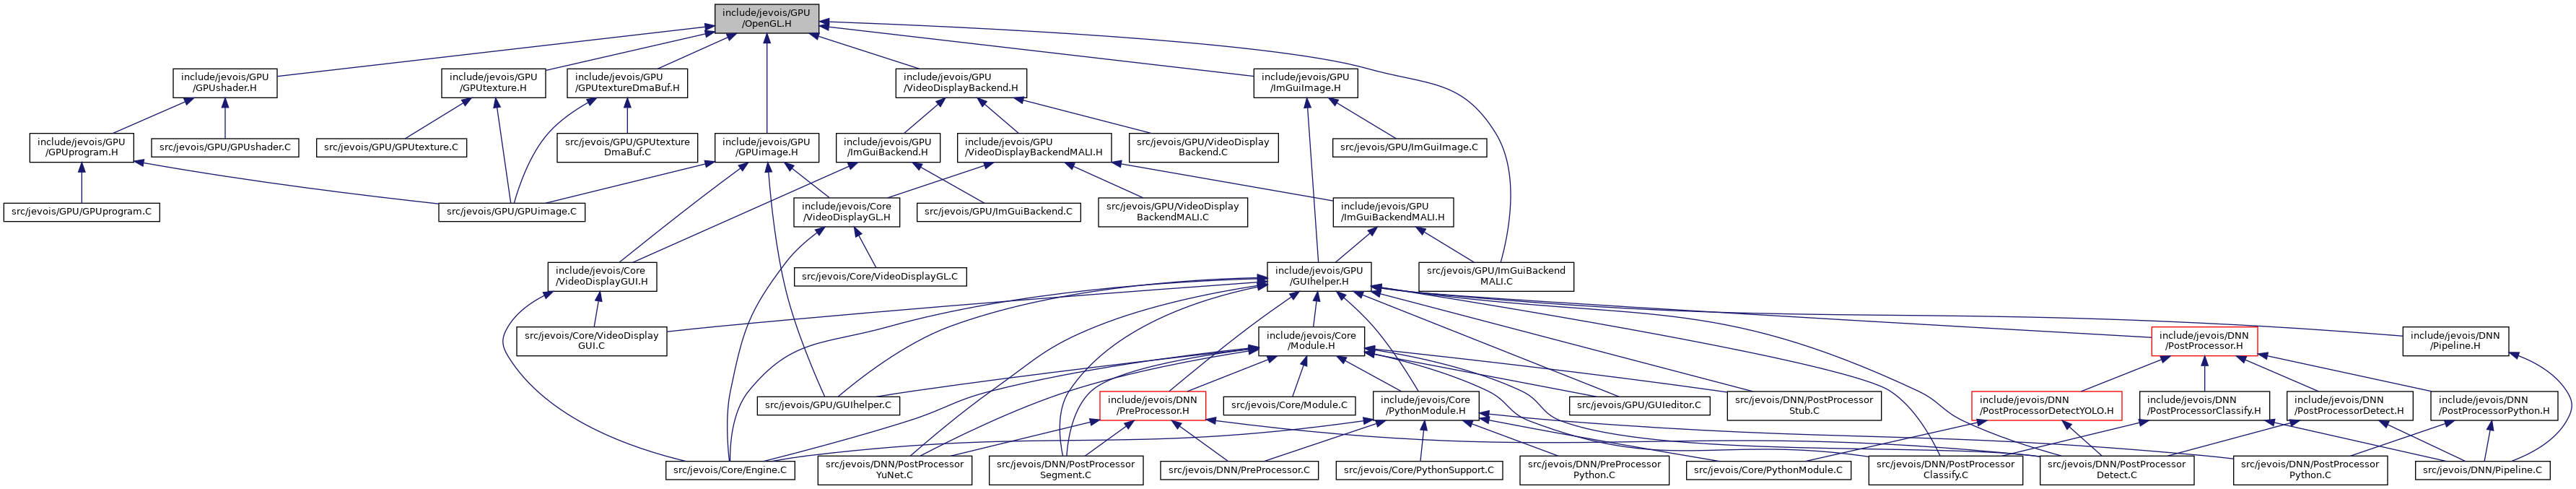 include/jevois/GPU
/OpenGL.H
include/jevois/GPU
/GPUshader.H
include/jevois/GPU
/GPUtexture.H
include/jevois/GPU
/GPUtextureDmaBuf.H
include/jevois/GPU
/VideoDisplayBackend.H
include/jevois/GPU
/ImGuiImage.H
include/jevois/GPU
/GPUprogram.H
src/jevois/GPU/GPUshader.C
src/jevois/GPU/GPUtexture.C
src/jevois/GPU/GPUtexture
DmaBuf.C
include/jevois/GPU
/GPUimage.H
include/jevois/GPU
/ImGuiBackend.H
include/jevois/GPU
/VideoDisplayBackendMALI.H
src/jevois/GPU/VideoDisplay
Backend.C
src/jevois/GPU/ImGuiImage.C
src/jevois/GPU/GPUprogram.C
src/jevois/GPU/GPUimage.C
include/jevois/Core
/VideoDisplayGL.H
src/jevois/GPU/ImGuiBackend.C
src/jevois/GPU/VideoDisplay
BackendMALI.C
include/jevois/GPU
/ImGuiBackendMALI.H
include/jevois/Core
/VideoDisplayGUI.H
src/jevois/Core/VideoDisplayGL.C
include/jevois/GPU
/GUIhelper.H
src/jevois/GPU/ImGuiBackend
MALI.C
src/jevois/Core/VideoDisplay
GUI.C
include/jevois/Core
/Module.H
include/jevois/DNN
/PostProcessor.H
include/jevois/DNN
/Pipeline.H
src/jevois/GPU/GUIhelper.C
include/jevois/DNN
/PreProcessor.H
src/jevois/Core/Module.C
include/jevois/Core
/PythonModule.H
src/jevois/GPU/GUIeditor.C
src/jevois/DNN/PostProcessor
Stub.C
include/jevois/DNN
/PostProcessorDetectYOLO.H
include/jevois/DNN
/PostProcessorClassify.H
include/jevois/DNN
/PostProcessorDetect.H
include/jevois/DNN
/PostProcessorPython.H
src/jevois/Core/Engine.C
src/jevois/DNN/PostProcessor
YuNet.C
src/jevois/DNN/PostProcessor
Segment.C
src/jevois/DNN/PreProcessor.C
src/jevois/Core/PythonSupport.C
src/jevois/DNN/PreProcessor
Python.C
src/jevois/Core/PythonModule.C
src/jevois/DNN/PostProcessor
Classify.C
src/jevois/DNN/PostProcessor
Detect.C
src/jevois/DNN/PostProcessor
Python.C
src/jevois/DNN/Pipeline.C